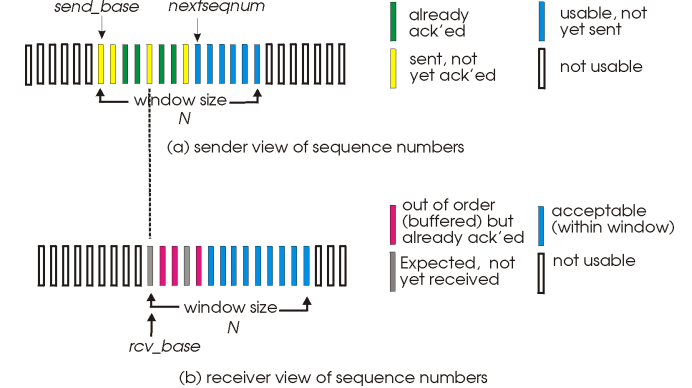 send_base
nextseqnum
already
ack'ed
sent, not
yet ack'ed
usable, not
yet sent
not usable
window size
N
(a) sender view of sequence numbers
out of order
(buffered) but
already ack'ed
Expected, not
yet received
acceptable
(within window)
not usable
window size
N
rcv_base
(b) receiver view of sequence numbers